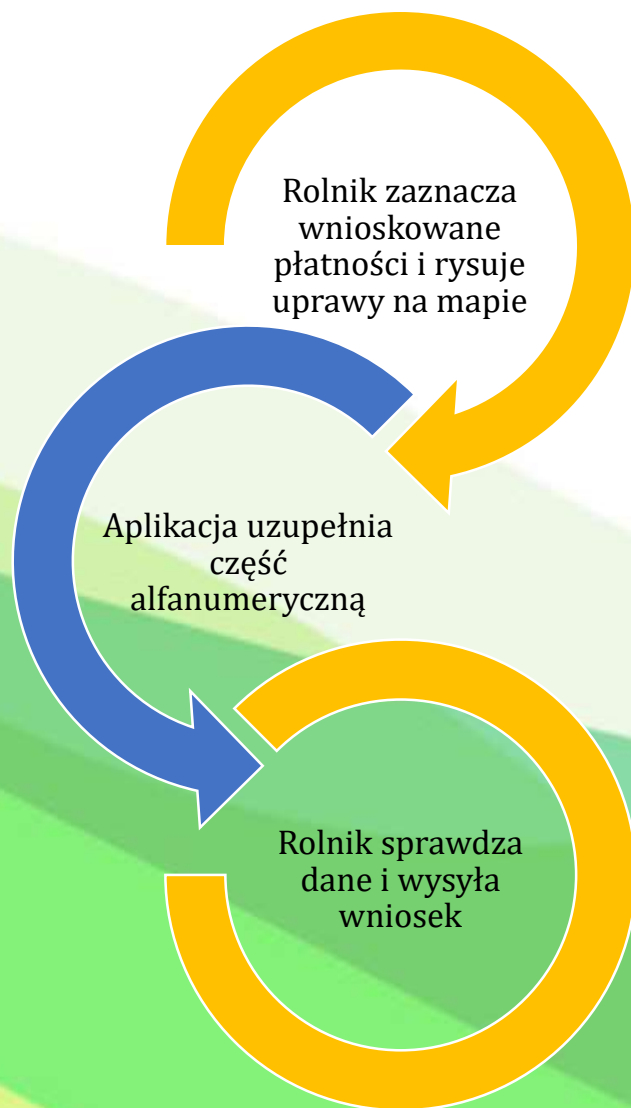 Rolnik zaznacza
wnioskowane
płatności i rysuje
uprawy na mapie
Aplikacja uzupełnia
część
alfanumeryczną
Rolnik sprawdza
dane i wysyła
wniosek